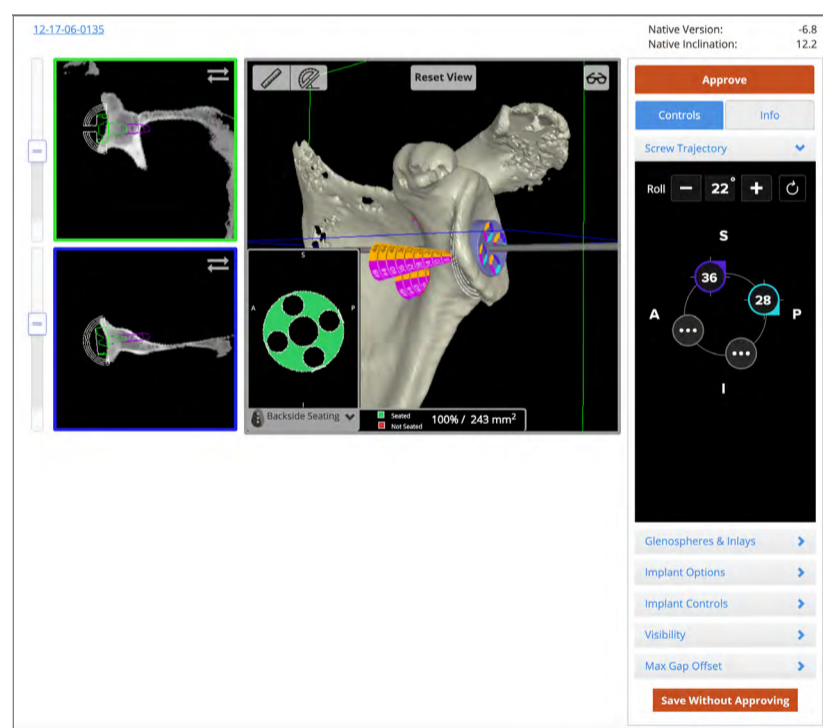 12-17-06-0135
Native Version: -6.8
Native Inclination: 12.2
Reset View
Approve
Controls Info
Screw Trajectory
Roll − 22° +
S
36
28
A P
I
S
A P
I
Backside Seating
Seated
Not Seated
100% / 243 mm²
Glenospheres & Inlays
Implant Options
Implant Controls
Visibility
Max Gap Offset
Save Without Approving